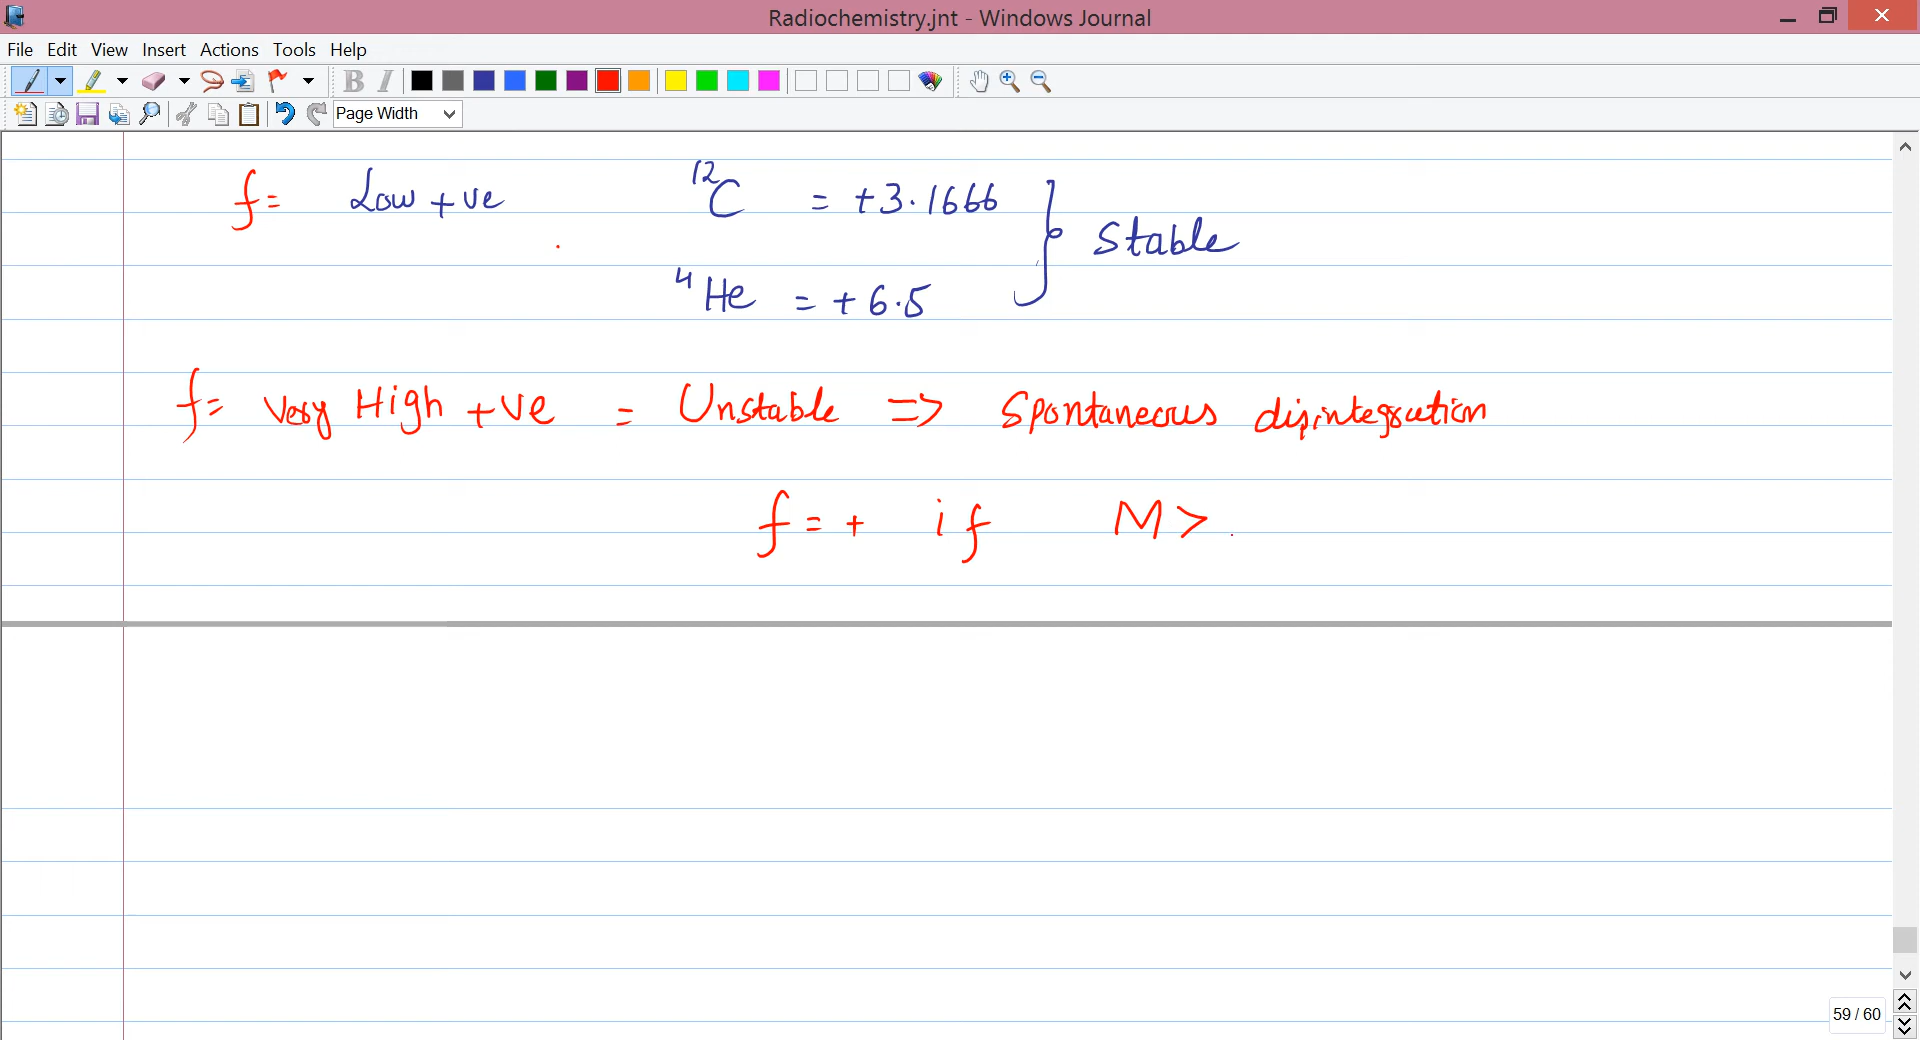 Radiochemistry.jnt - Windows Journal
File Edit View Insert Actions Tools Help
B I
Page Width
f = Low +ve ¹²C = +3.1666
Stable
⁴He = +6.5
f = very High +ve = Unstable => Spontaneous disintegration
f = + if M >
59 / 60